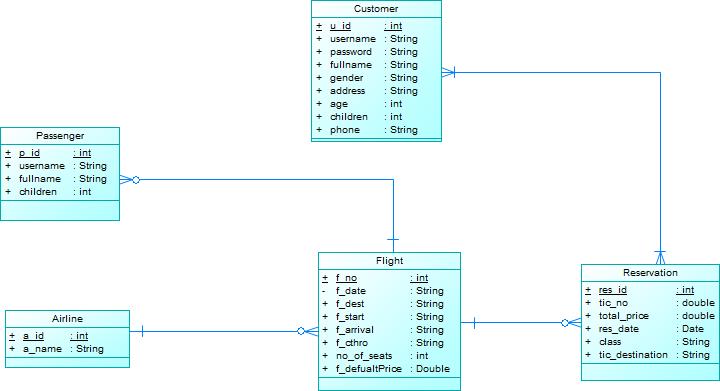 Customer
+ u_id : int
+ username : String
+ password : String
+ fullname : String
+ gender : String
+ address : String
+ age : int
+ children : int
+ phone : String
Passenger
+ p_id : int
+ username : String
+ fullname : String
+ children : int
Flight
+ f_no : int
- f_date : String
+ f_dest : String
+ f_start : String
+ f_arrival : String
+ f_cthro : String
+ no_of_seats : int
+ f_defualtPrice : Double
Reservation
+ res_id : int
+ tic_no : double
+ total_price : double
+ res_date : Date
+ class : String
+ tic_destination : String
Airline
+ a_id : int
+ a_name : String